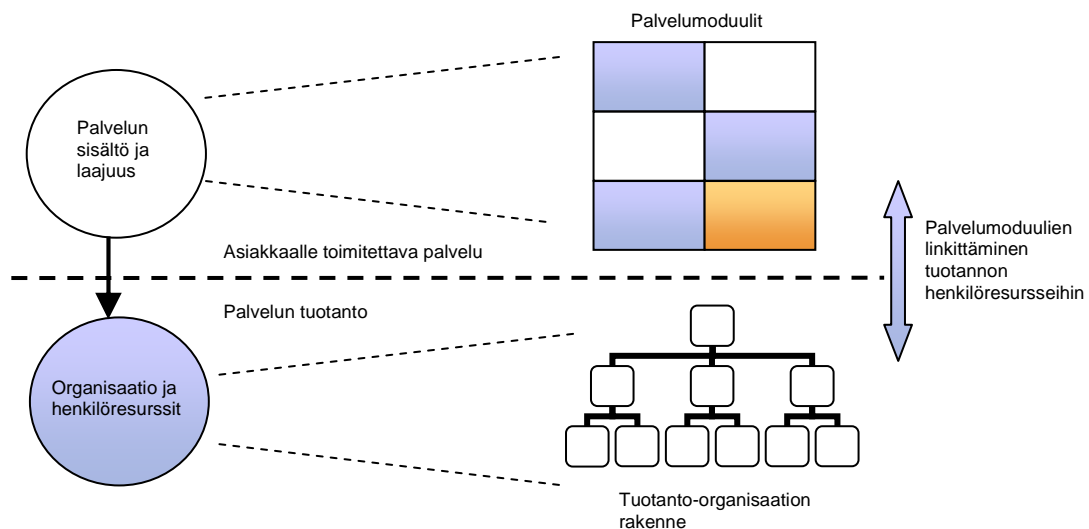 Palvelumoduulit
Palvelun
sisältö ja
laajuus
Asiakkaalle toimitettava palvelu
Palvelumoduulien
linkittäminen
tuotannon
henkilöresursseihin
Palvelun tuotanto
Organisaatio ja
henkilöresurssit
Tuotanto-organisaation
rakenne